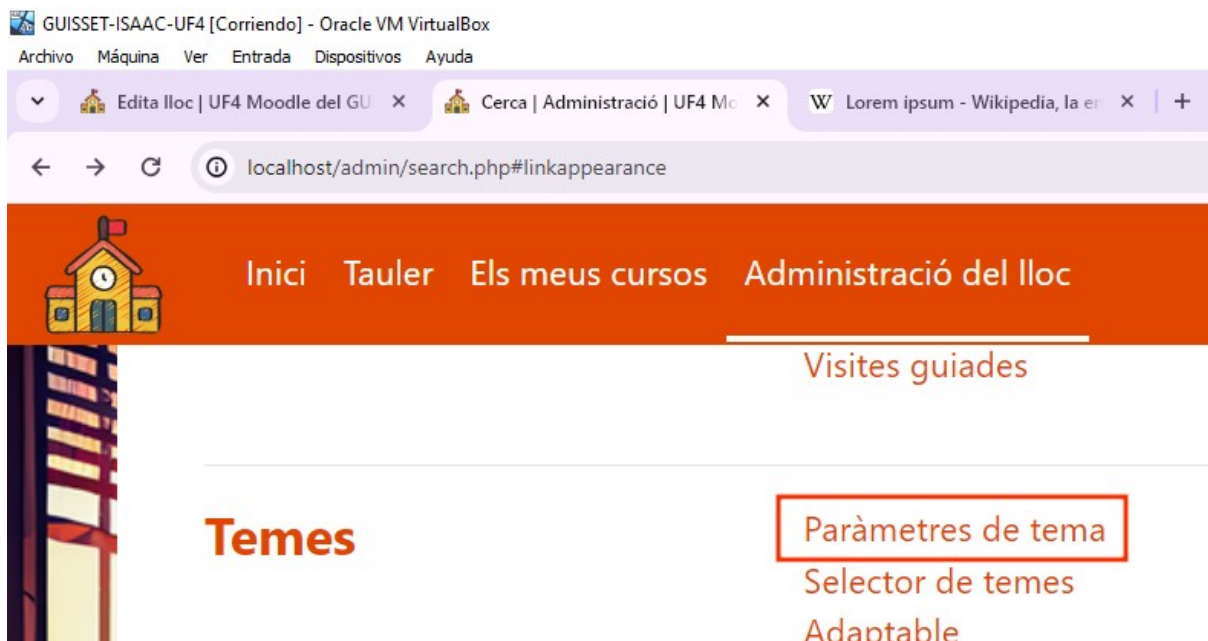 GUISSET-ISAAC-UF4 [Corriendo] - Oracle VM VirtualBox
Archivo Máquina Ver Entrada Dispositivos Ayuda
Edita lloc | UF4 Moodle del GU
Cerca | Administració | UF4 Mo
W Lorem ipsum - Wikipedia, la en
localhost/admin/search.php#linkappearance
Inici Tauler Els meus cursos Administració del lloc
Visites guiades
Temes
Paràmetres de tema
Selector de temes
Adaptable